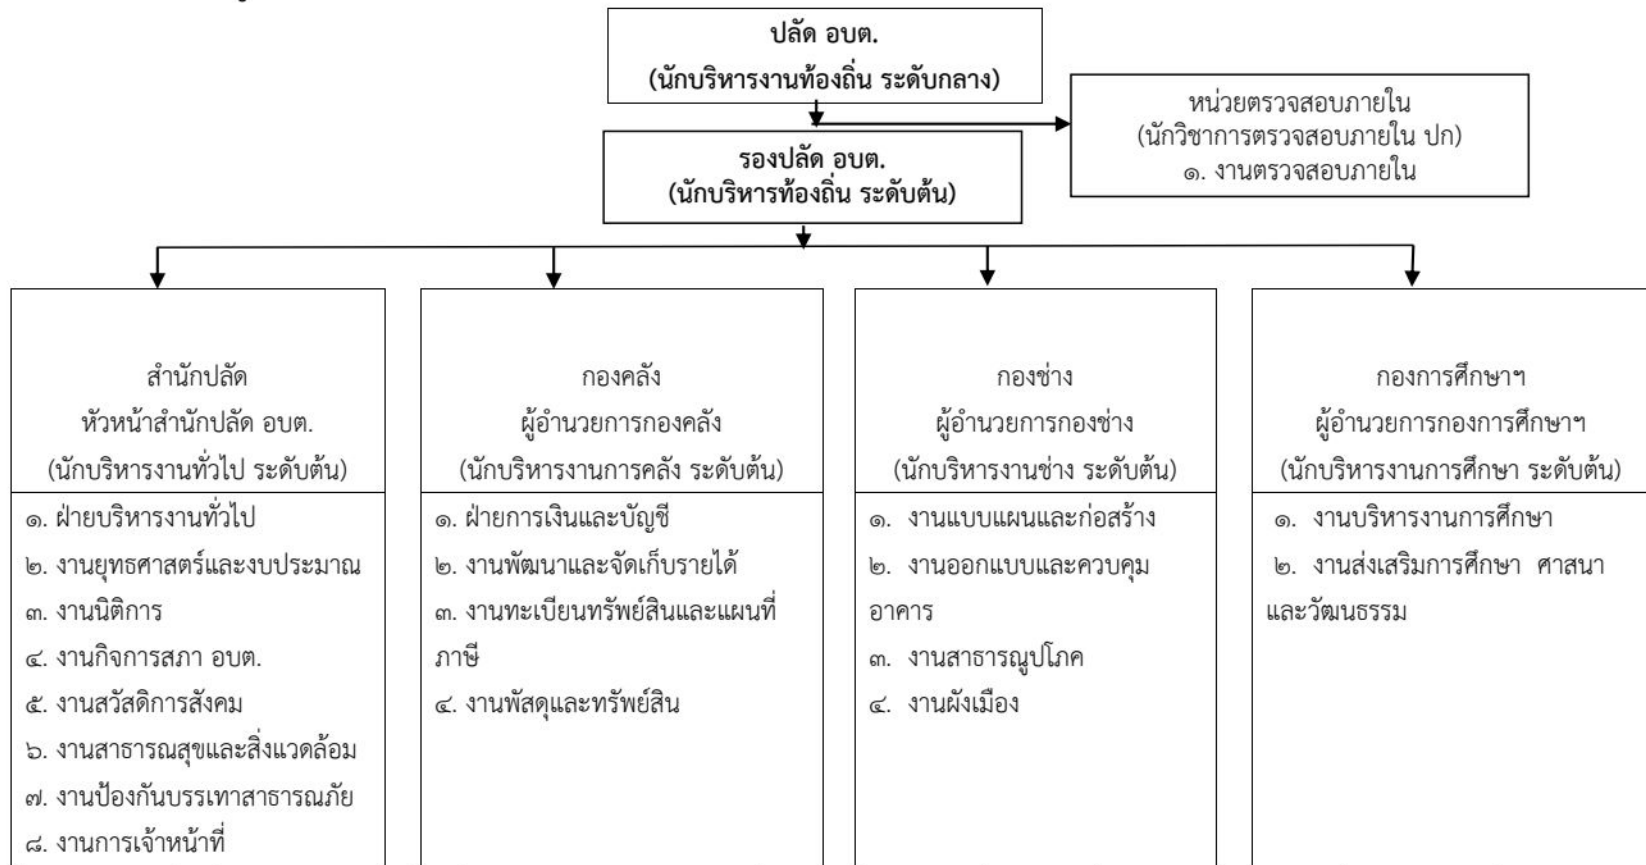 ปลัด อบต.
(นักบริหารงานท้องถิ่น ระดับกลาง)
หน่วยตรวจสอบภายใน
(นักวิชาการตรวจสอบภายใน ปก)
๑. งานตรวจสอบภายใน
รองปลัด อบต.
(นักบริหารท้องถิ่น ระดับต้น)
สำนักปลัด
หัวหน้าสำนักปลัด อบต.
(นักบริหารงานทั่วไป ระดับต้น)
๑. ฝ่ายบริหารงานทั่วไป
๒. งานยุทธศาสตร์และงบประมาณ
๓. งานนิติการ
๔. งานกิจการสภา อบต.
๕. งานสวัสดิการสังคม
๖. งานสาธารณสุขและสิ่งแวดล้อม
๗. งานป้องกันบรรเทาสาธารณภัย
๘. งานการเจ้าหน้าที่
กองคลัง
ผู้อำนวยการกองคลัง
(นักบริหารงานการคลัง ระดับต้น)
๑. ฝ่ายการเงินและบัญชี
๒. งานพัฒนาและจัดเก็บรายได้
๓. งานทะเบียนทรัพย์สินและแผนที่
ภาษี
๔. งานพัสดุและทรัพย์สิน
กองช่าง
ผู้อำนวยการกองช่าง
(นักบริหารงานช่าง ระดับต้น)
๑. งานแบบแผนและก่อสร้าง
๒. งานออกแบบและควบคุม
อาคาร
๓. งานสาธารณูปโภค
๔. งานผังเมือง
กองการศึกษาฯ
ผู้อำนวยการกองการศึกษาฯ
(นักบริหารงานการศึกษา ระดับต้น)
๑. งานบริหารงานการศึกษา
๒. งานส่งเสริมการศึกษา ศาสนา
และวัฒนธรรม